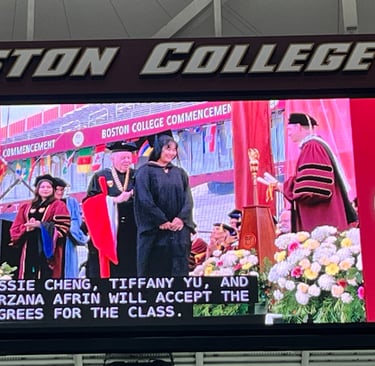 STON COLLEGE
COMMENCEMENT
BOSTON COLLEGE COMMENCEMENT
SSIE CHENG, TIFFANY YU, AND
RZANA AFRIN WILL ACCEPT THE
GREES FOR THE CLASS.